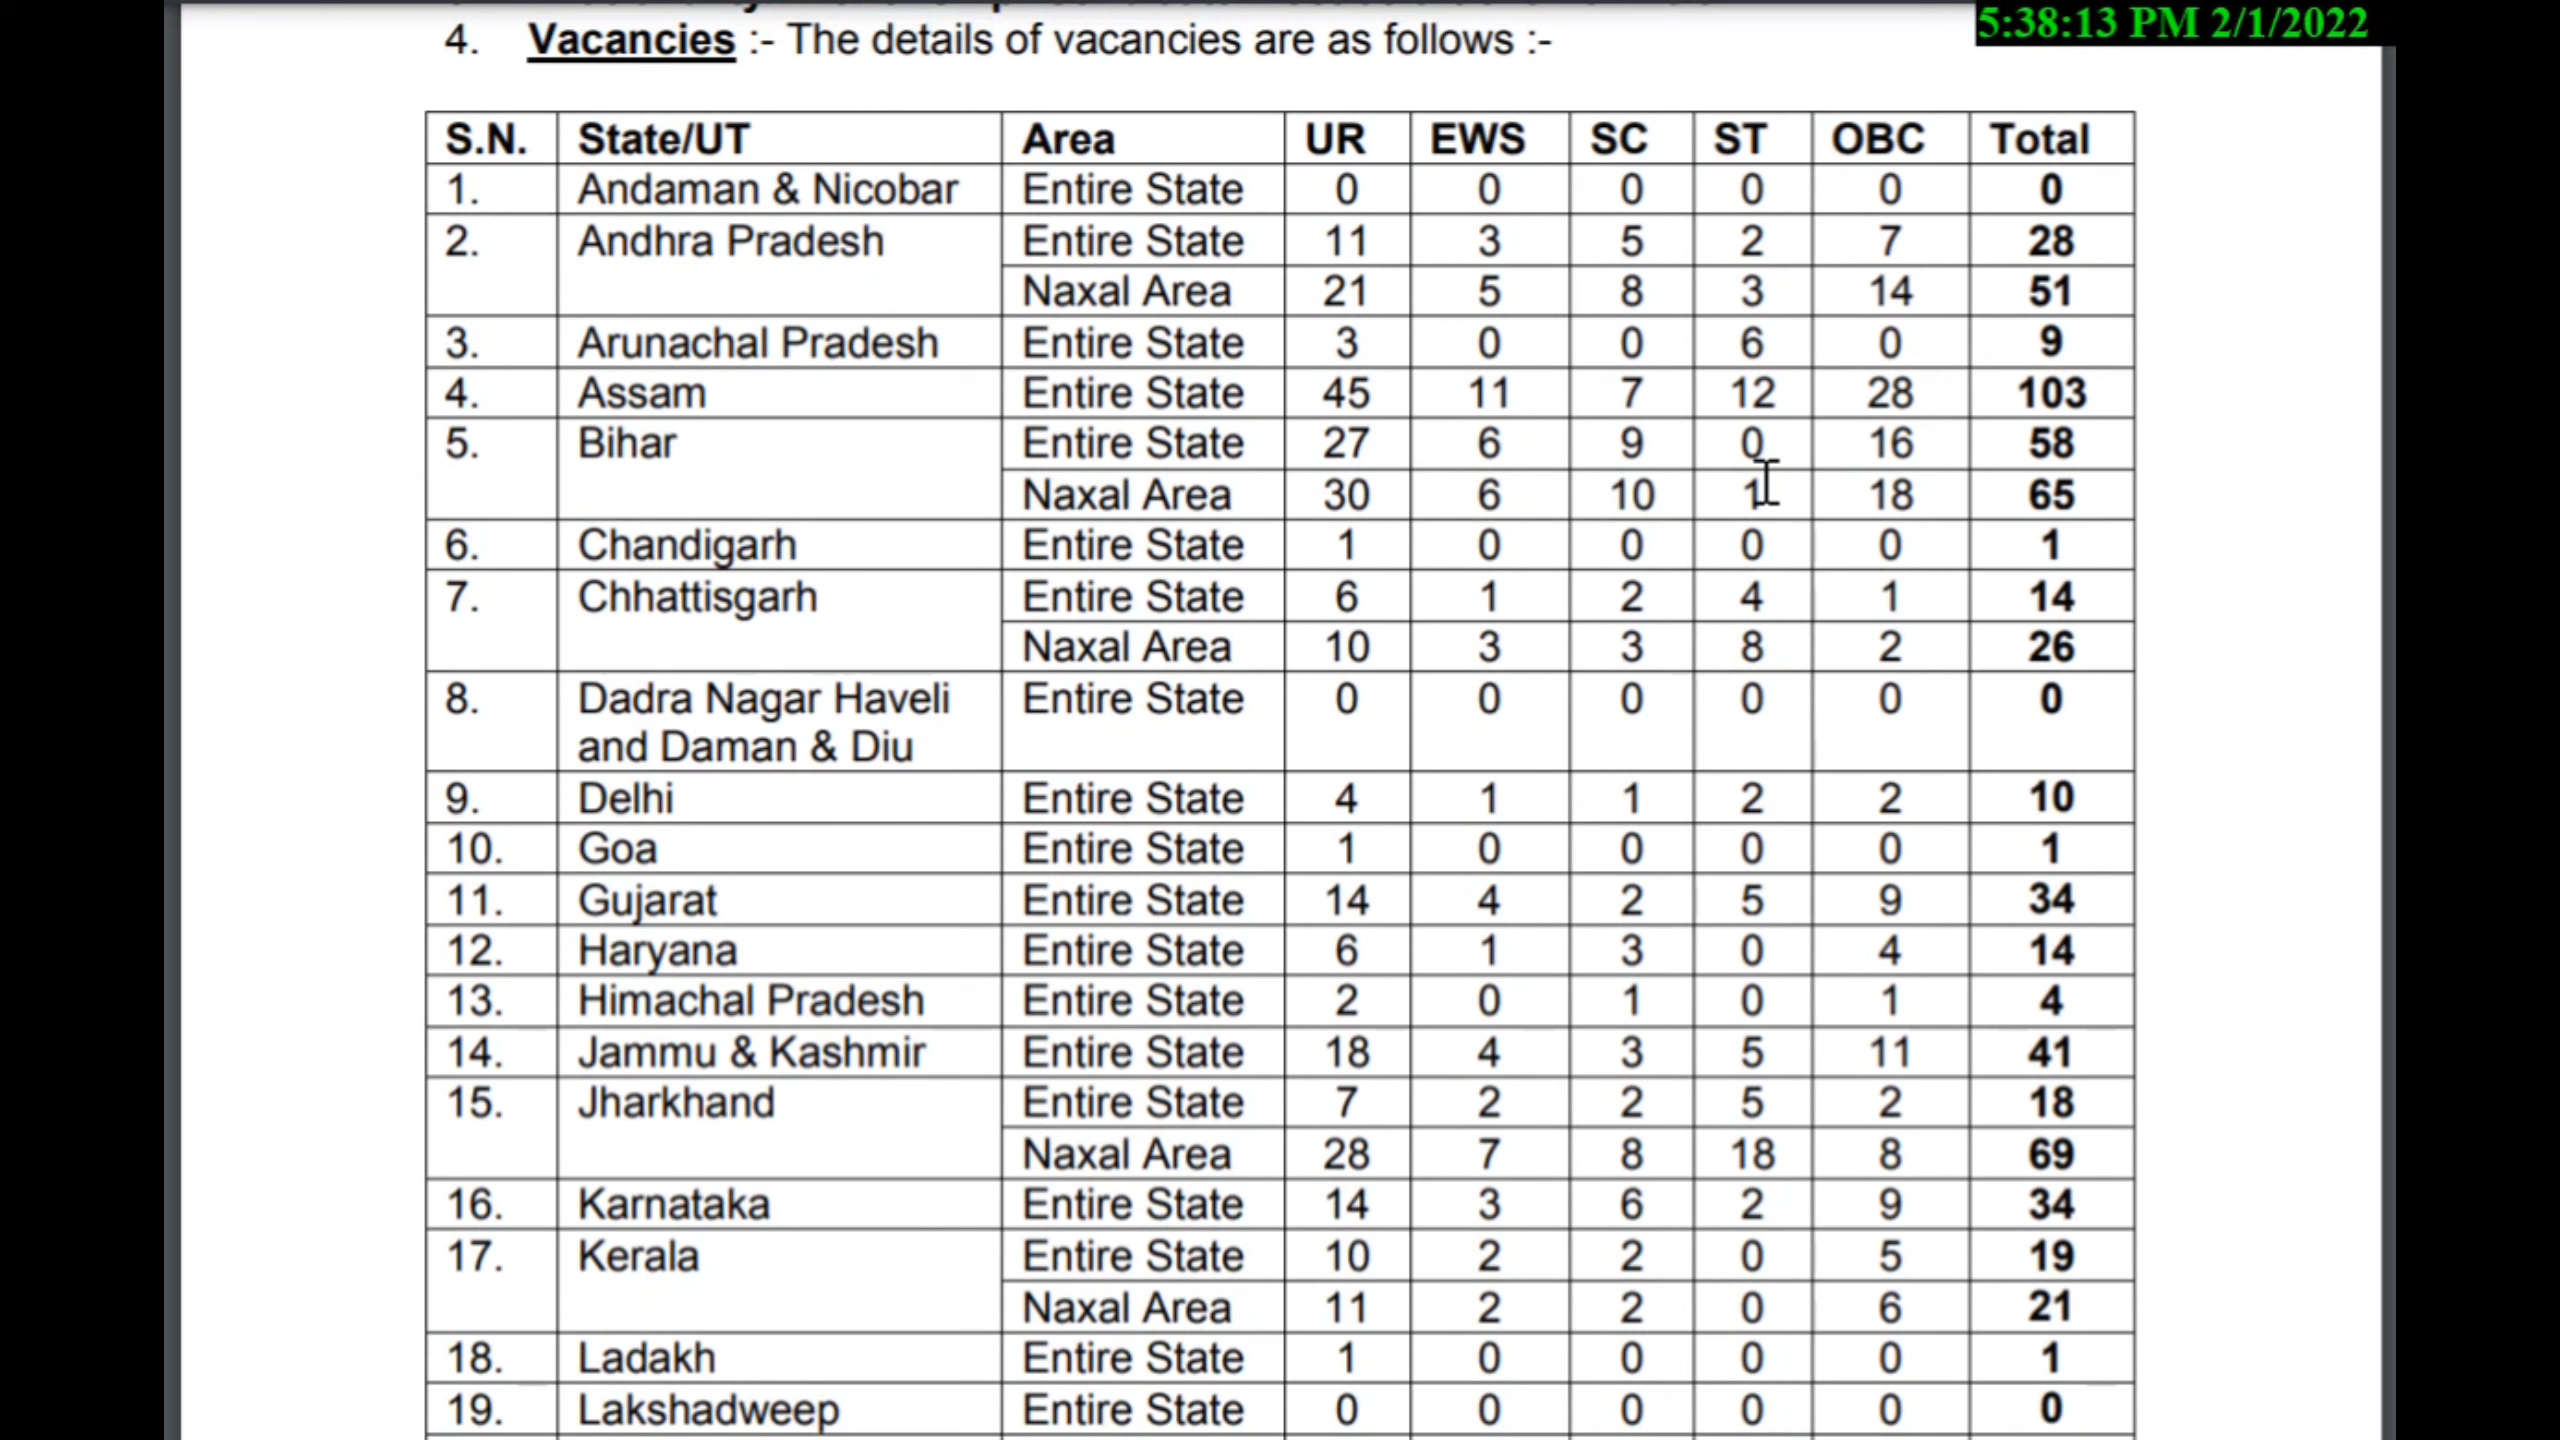 5:38:13 PM 2/1/2022
4. Vacancies :- The details of vacancies are as follows :-
S.N. State/UT Area UR EWS SC ST OBC Total
1. Andaman & Nicobar Entire State 0 0 0 0 0 0
2. Andhra Pradesh Entire State 11 3 5 2 7 28
Naxal Area 21 5 8 3 14 51
3. Arunachal Pradesh Entire State 3 0 0 6 0 9
4. Assam Entire State 45 11 7 12 28 103
5. Bihar Entire State 27 6 9 0 16 58
Naxal Area 30 6 10 1 18 65
6. Chandigarh Entire State 1 0 0 0 0 1
7. Chhattisgarh Entire State 6 1 2 4 1 14
Naxal Area 10 3 3 8 2 26
8. Dadra Nagar Haveli Entire State 0 0 0 0 0 0
and Daman & Diu
9. Delhi Entire State 4 1 1 2 2 10
10. Goa Entire State 1 0 0 0 0 1
11. Gujarat Entire State 14 4 2 5 9 34
12. Haryana Entire State 6 1 3 0 4 14
13. Himachal Pradesh Entire State 2 0 1 0 1 4
14. Jammu & Kashmir Entire State 18 4 3 5 11 41
15. Jharkhand Entire State 7 2 2 5 2 18
Naxal Area 28 7 8 18 8 69
16. Karnataka Entire State 14 3 6 2 9 34
17. Kerala Entire State 10 2 2 0 5 19
Naxal Area 11 2 2 0 6 21
18. Ladakh Entire State 1 0 0 0 0 1
19. Lakshadweep Entire State 0 0 0 0 0 0